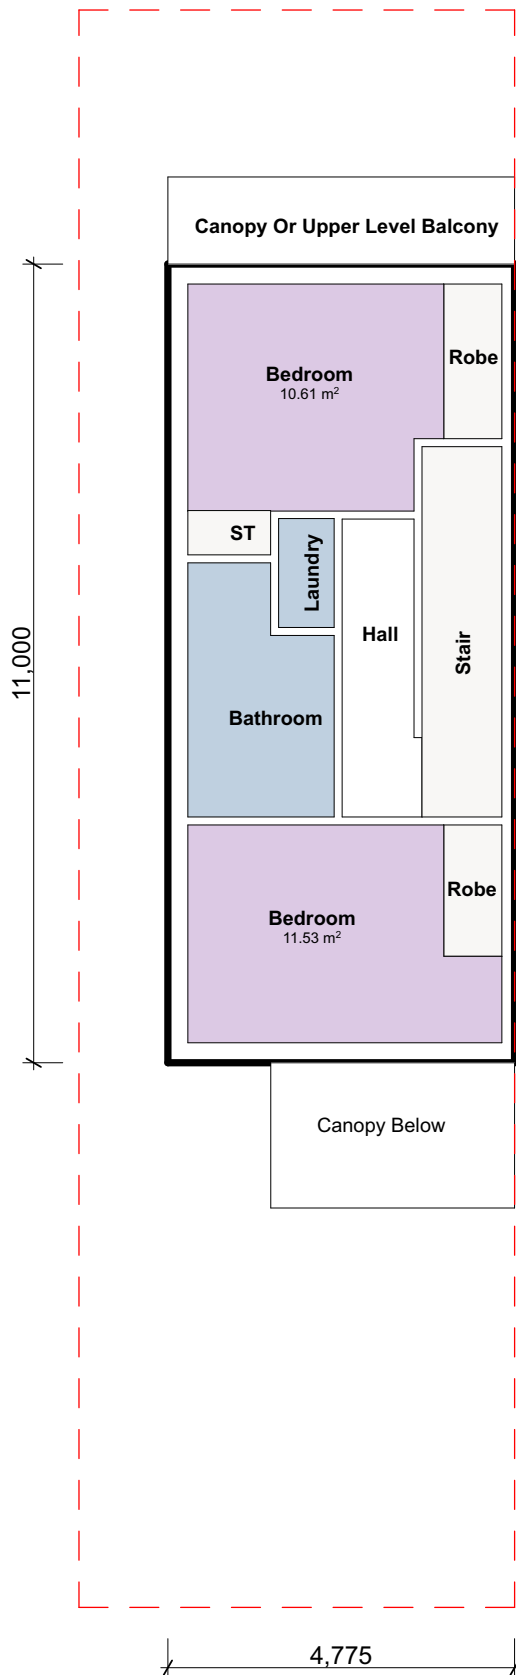 Canopy Or Upper Level Balcony
Bedroom
10.61 m²
Robe
ST
Laundry
Hall
Stair
11,000
Bathroom
Bedroom
11.53 m²
Robe
Canopy Below
4,775